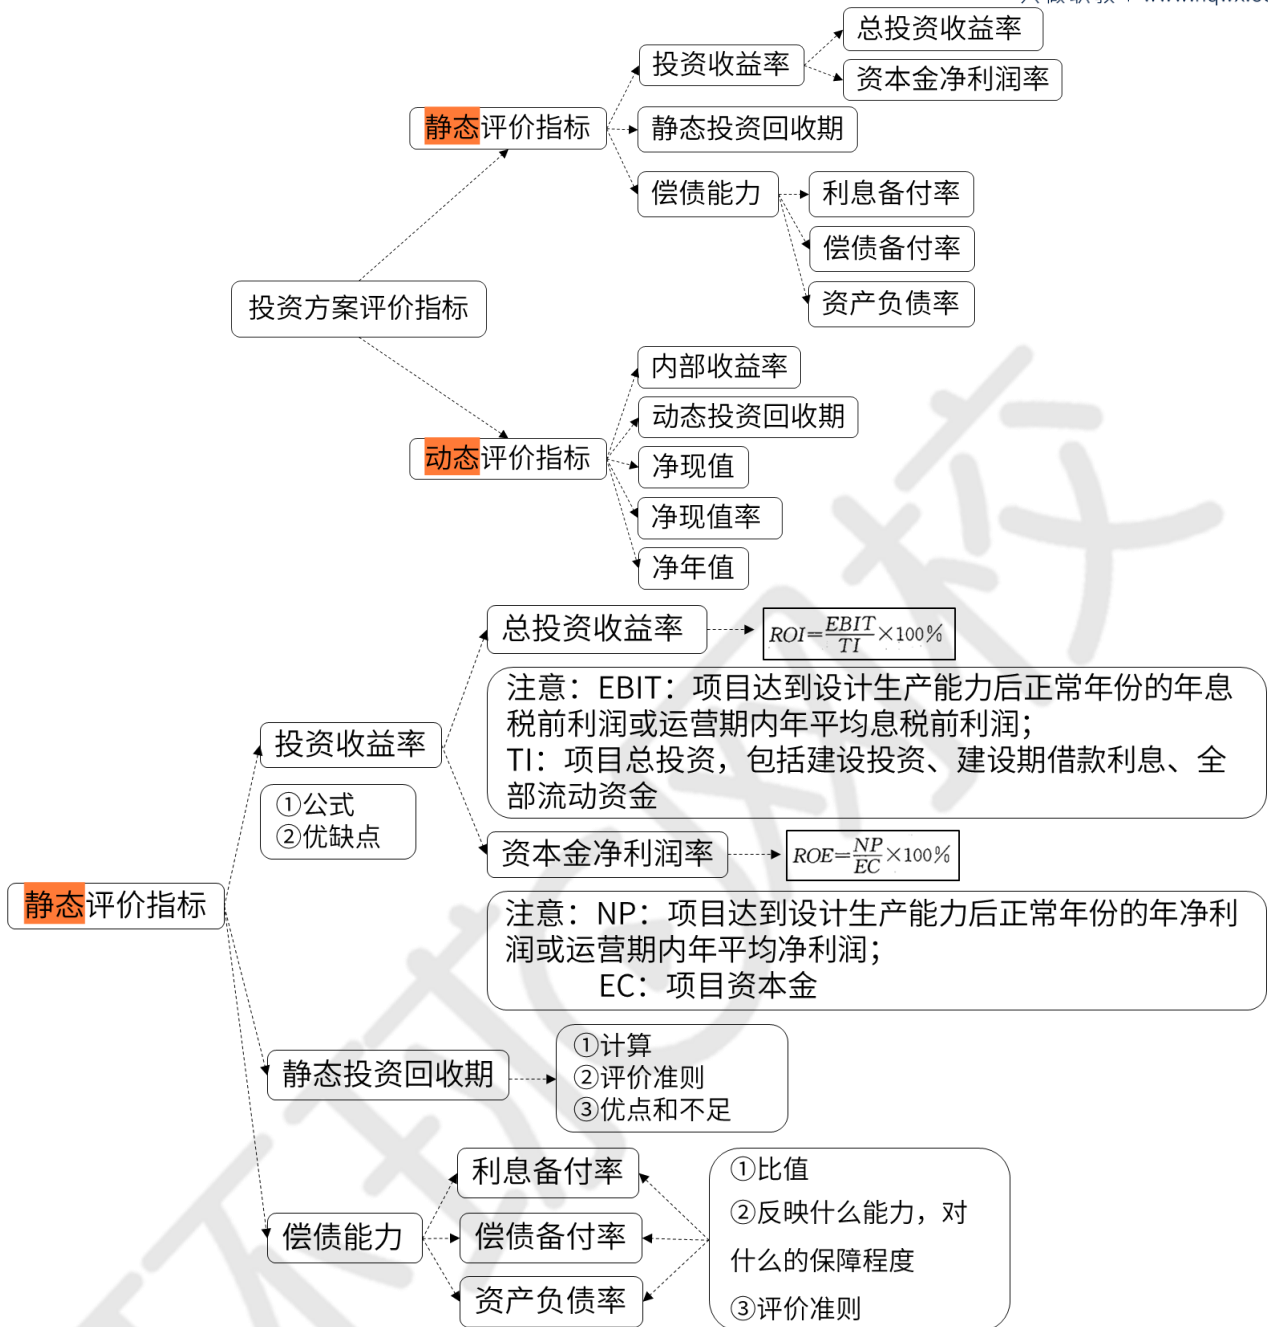 总投资收益率
投资收益率
资本金净利润率
静态评价指标
静态投资回收期
偿债能力
利息备付率
偿债备付率
资产负债率
投资方案评价指标
内部收益率
动态投资回收期
动态评价指标
净现值
净现值率
净年值
总投资收益率
ROI=EBIT/TI×100%
注意：EBIT：项目达到设计生产能力后正常年份的年息
税前利润或运营期内年平均息税前利润；
TI：项目总投资，包括建设投资、建设期借款利息、全
部流动资金
投资收益率
①公式
②优缺点
资本金净利润率
ROE=NP/EC×100%
静态评价指标
注意：NP：项目达到设计生产能力后正常年份的年净利
润或运营期内年平均净利润；
EC：项目资本金
静态投资回收期
①计算
②评价准则
③优点和不足
偿债能力
利息备付率
偿债备付率
资产负债率
①比值
②反映什么能力，对
什么的保障程度
③评价准则
环球网校